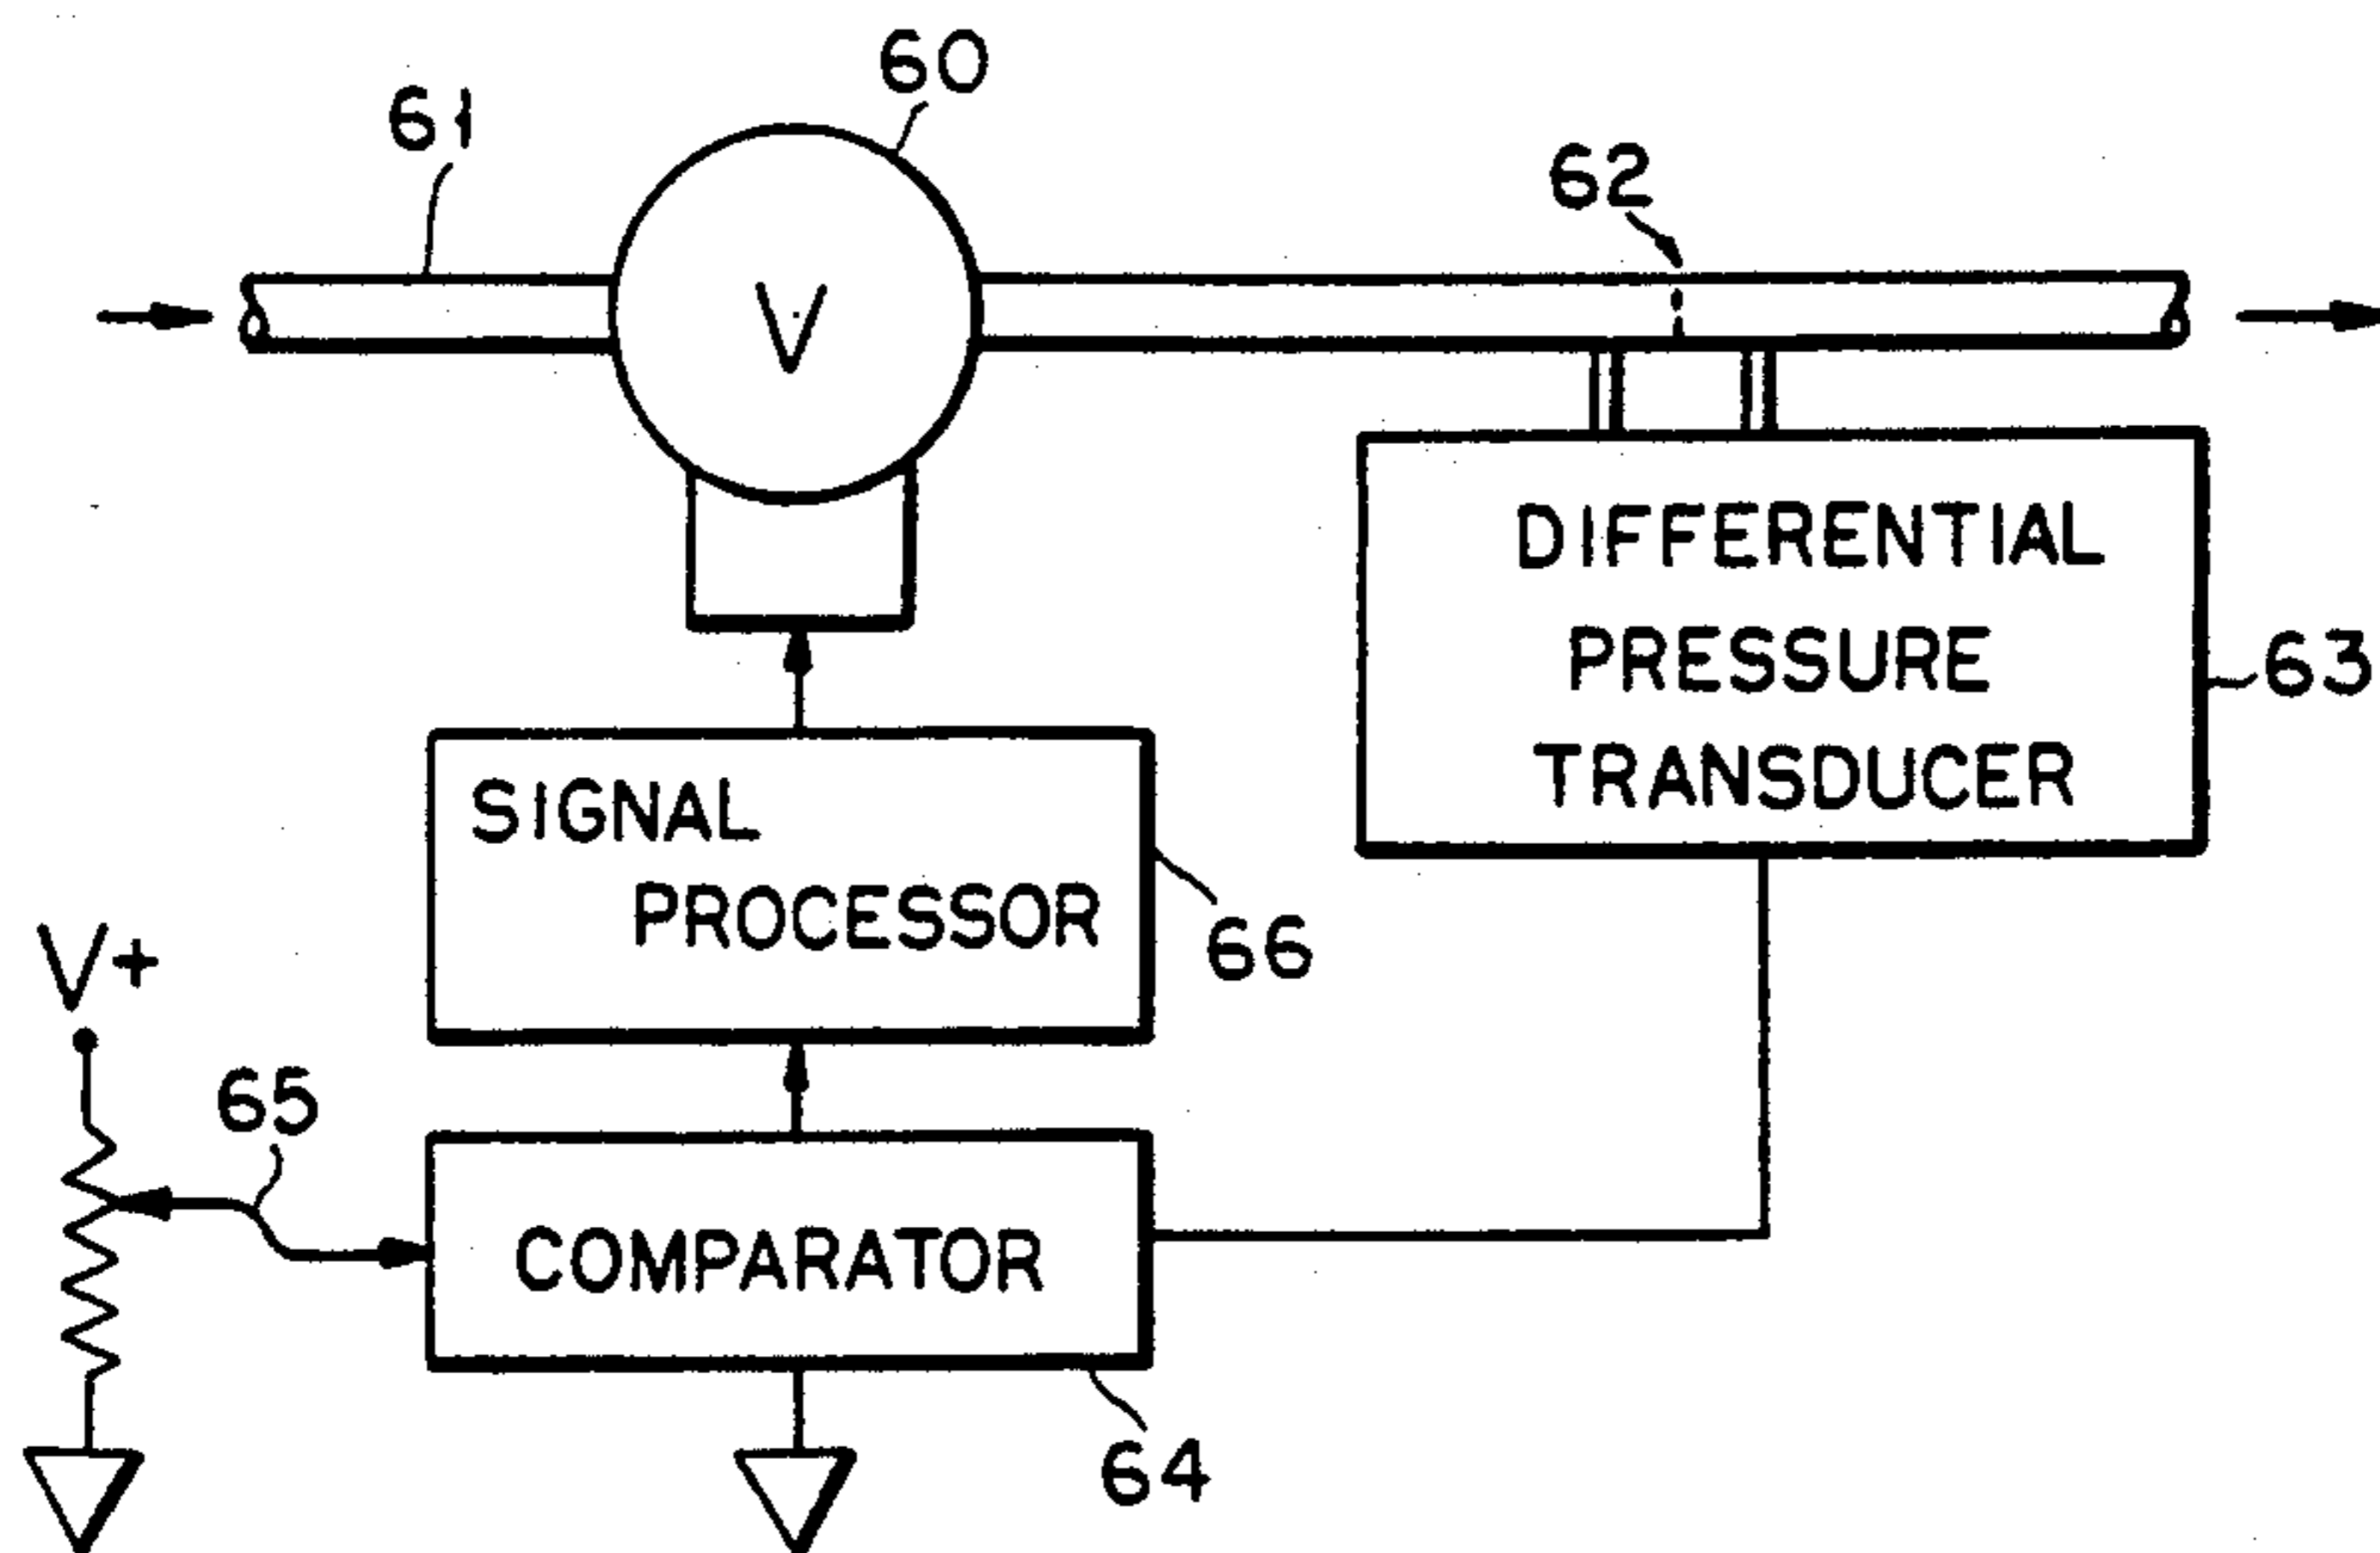 60
61
62
V
DIFFERENTIAL
PRESSURE
TRANSDUCER
63
SIGNAL
PROCESSOR
66
V+
65
COMPARATOR
64